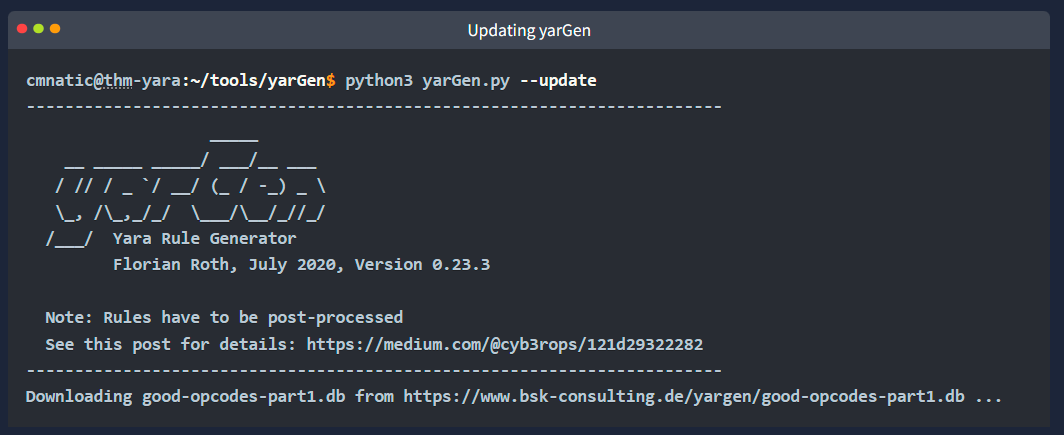 Updating yarGen
cmnatic@thm-yara:~/tools/yarGen$ python3 yarGen.py --update
------------------------------------------------------------------------
                   _____
    __ _____ _____/ ___/__ ___
   / // / _ `/ __/ (_ / -_) _ \
   \_, /\_,_/_/  \___/\__/_//_/
  /___/  Yara Rule Generator
         Florian Roth, July 2020, Version 0.23.3
  Note: Rules have to be post-processed
  See this post for details: https://medium.com/@cyb3rops/121d29322282
------------------------------------------------------------------------
Downloading good-opcodes-part1.db from https://www.bsk-consulting.de/yargen/good-opcodes-part1.db ...